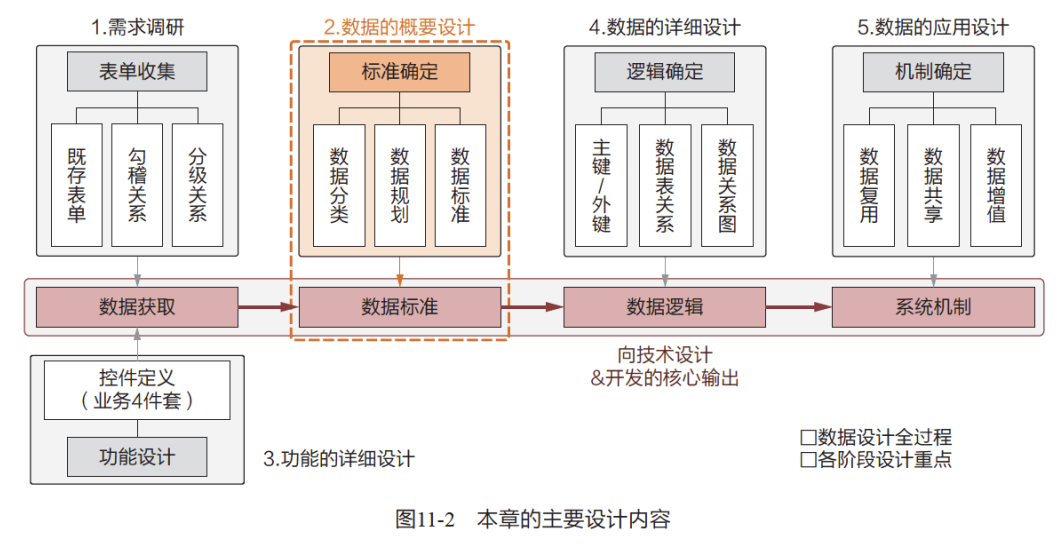 1.需求调研
表单收集
既存表单
勾稽关系
分级关系
2.数据的概要设计
标准确定
数据分类
数据规划
数据标准
4.数据的详细设计
逻辑确定
主键/外键
数据表关系
数据关系图
5.数据的应用设计
机制确定
数据复用
数据共享
数据增值
数据获取
数据标准
数据逻辑
系统机制
控件定义
（业务4件套）
功能设计
3.功能的详细设计
向技术设计
&开发的核心输出
□数据设计全过程
□各阶段设计重点
图11-2 本章的主要设计内容